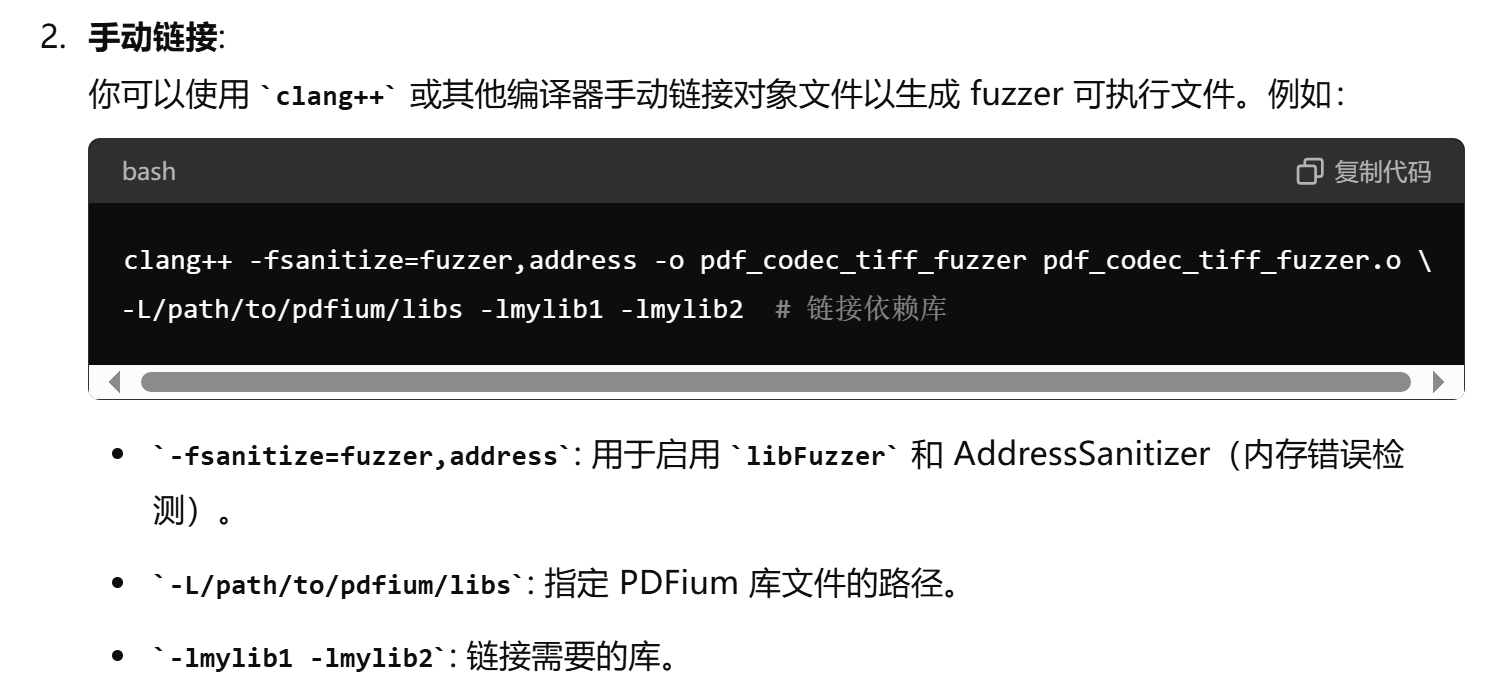 2. 手动链接:
你可以使用 `clang++` 或其他编译器手动链接对象文件以生成 fuzzer 可执行文件。例如：
bash
复制代码
clang++ -fsanitize=fuzzer,address -o pdf_codec_tiff_fuzzer pdf_codec_tiff_fuzzer.o \
-L/path/to/pdfium/libs -lmylib1 -lmylib2  # 链接依赖库
• `-fsanitize=fuzzer,address`: 用于启用 `libFuzzer` 和 AddressSanitizer（内存错误检
测）。
• `-L/path/to/pdfium/libs`: 指定 PDFium 库文件的路径。
• `-lmylib1 -lmylib2`: 链接需要的库。